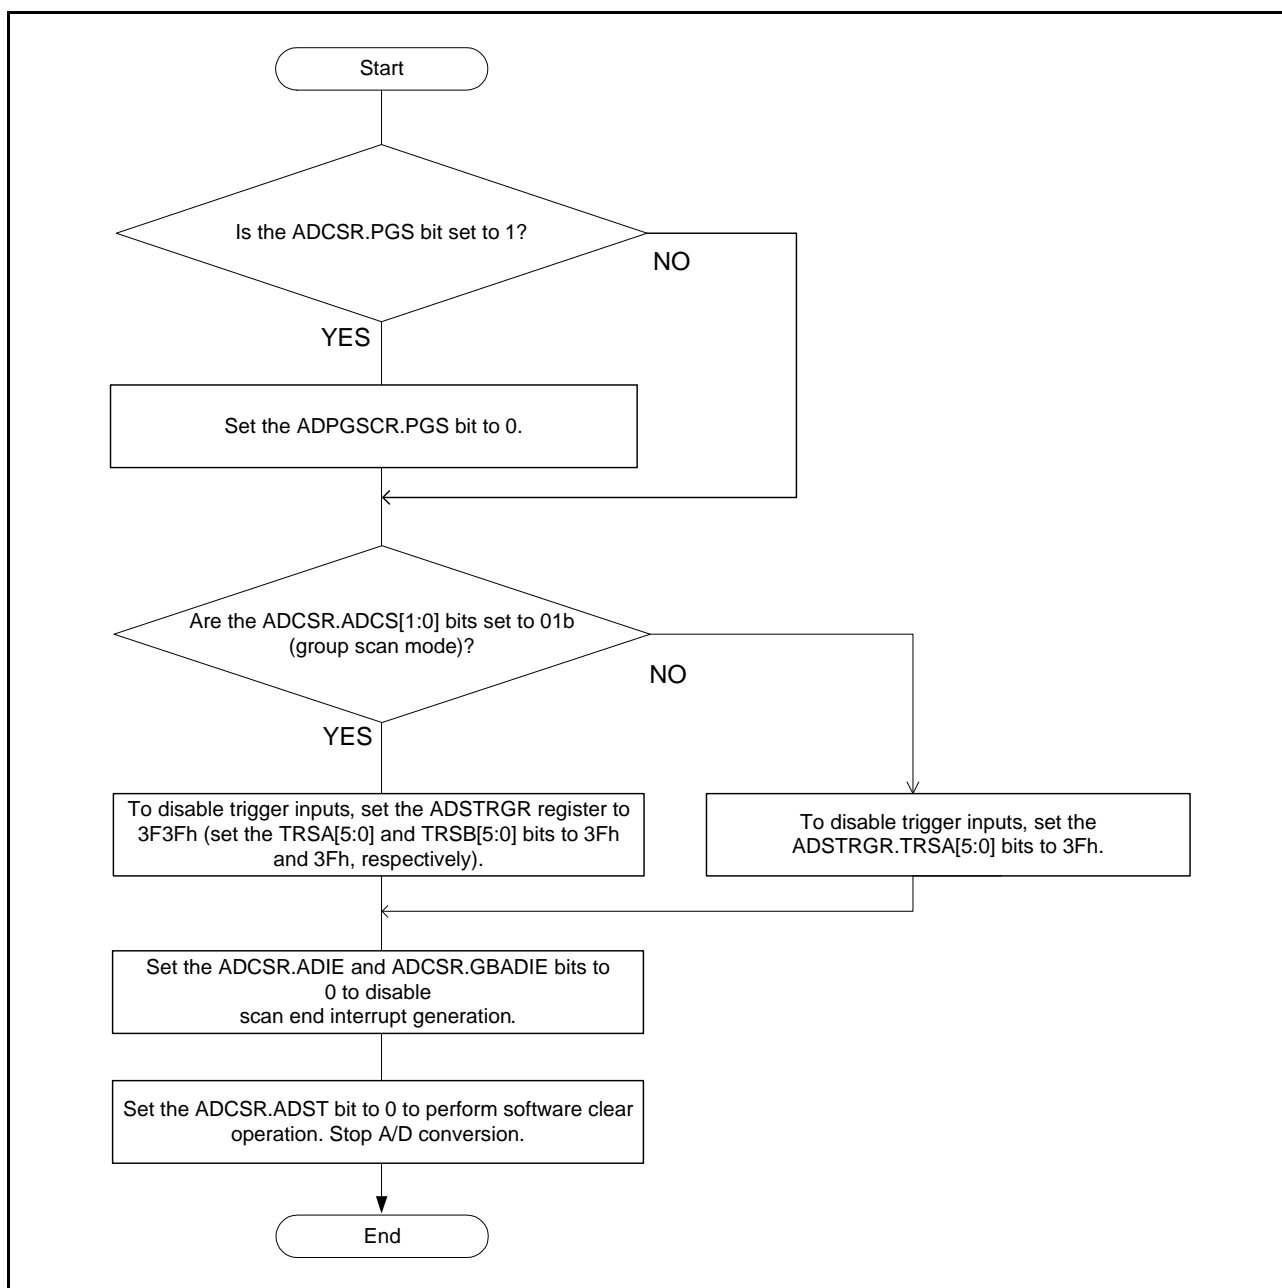 Start
Is the ADCSR.PGS bit set to 1?
NO
YES
Set the ADPGSCR.PGS bit to 0.
Are the ADCSR.ADCS[1:0] bits set to 01b
(group scan mode)?
NO
YES
To disable trigger inputs, set the ADSTRGR register to
3F3Fh (set the TRSA[5:0] and TRSB[5:0] bits to 3Fh
and 3Fh, respectively).
To disable trigger inputs, set the
ADSTRGR.TRSA[5:0] bits to 3Fh.
Set the ADCSR.ADIE and ADCSR.GBADIE bits to
0 to disable
scan end interrupt generation.
Set the ADCSR.ADST bit to 0 to perform software clear
operation. Stop A/D conversion.
End